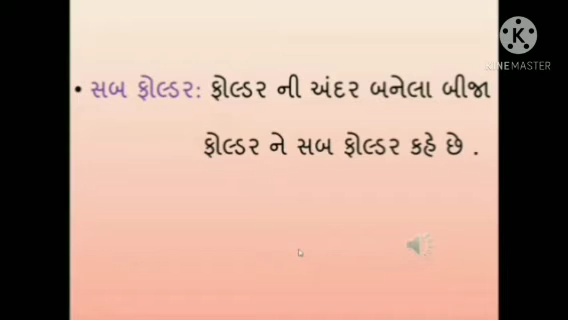 KINEMASTER
• સબ ફોલ્ડર: ફોલ્ડર ની અંદર બનેલા બીજા
ફોલ્ડર ને સબ ફોલ્ડર કહે છે .